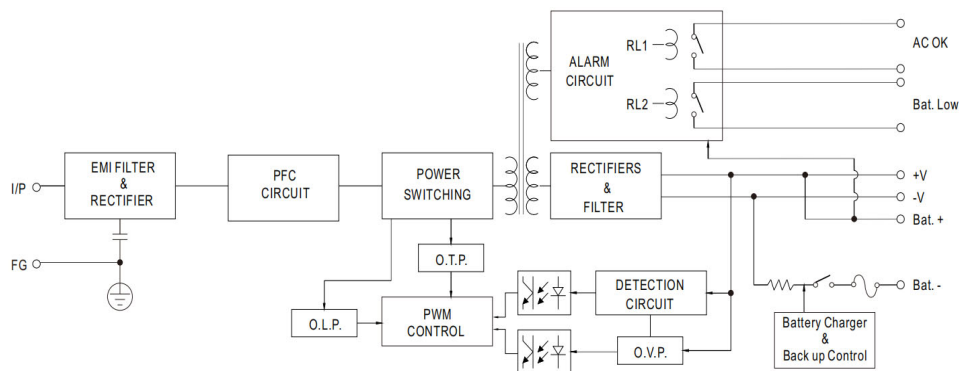 RL1
AC OK
ALARM
CIRCUIT
RL2
Bat. Low
I/P
EMI FILTER
&
RECTIFIER
PFC
CIRCUIT
POWER
SWITCHING
RECTIFIERS
&
FILTER
+V
-V
Bat. +
FG
O.T.P.
O.L.P.
PWM
CONTROL
DETECTION
CIRCUIT
O.V.P.
Bat. -
Battery Charger
&
Back up Control